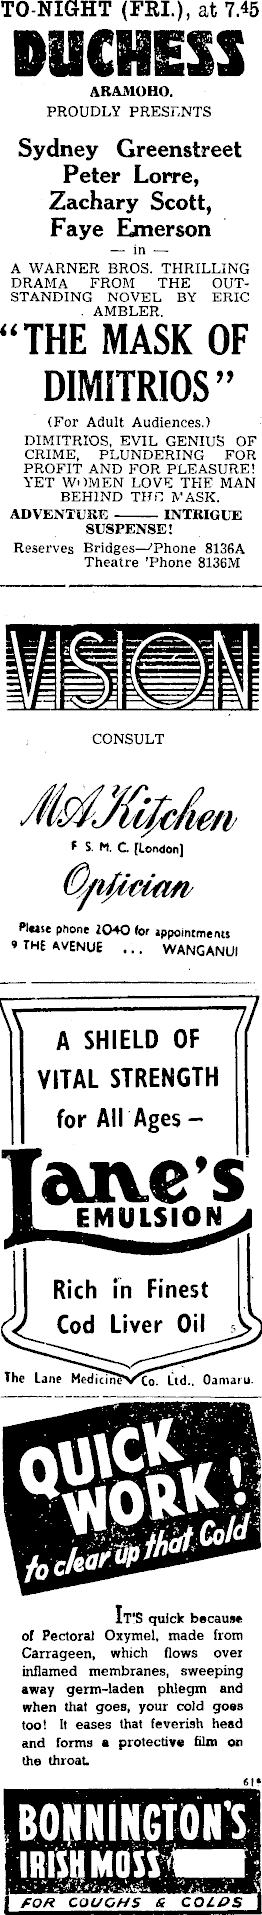 TO-NIGHT (FRI.), at 7.45
DUCHESS
ARAMOHO.
PROUDLY PRESENTS
Sydney Greenstreet
Peter Lorre,
Zachary Scott,
Faye Emerson
— in —
A WARNER BROS. THRILLING
DRAMA FROM THE OUT-
STANDING NOVEL BY ERIC
AMBLER.
"THE MASK OF
DIMITRIOS"
(For Adult Audiences.)
DIMITRIOS, EVIL GENIUS OF
CRIME, PLUNDERING FOR
PROFIT AND FOR PLEASURE!
YET WOMEN LOVE THE MAN
BEHIND THE MASK.
ADVENTURE —— INTRIGUE
SUSPENSE!
Reserves Bridges—'Phone 8136A
Theatre 'Phone 8136M
VISION
CONSULT
M A Kitchen
F S. M. C. [London]
Optician
Please phone 2040 for appointments
9 THE AVENUE ... WANGANUI
A SHIELD OF
VITAL STRENGTH
for All Ages —
Lane's
EMULSION
Rich in Finest
Cod Liver Oil
5
The Lane Medicine Co. Ltd., Oamaru.
QUICK
WORK!
to clear up that Cold
IT'S quick because
of Pectoral Oxymel, made from
Carrageen, which flows over
inflamed membranes, sweeping
away germ-laden phlegm and
when that goes, your cold goes
too! It eases that feverish head
and forms a protective film on
the throat.
BONNINGTON'S
IRISH MOSS
FOR COUGHS & COLDS